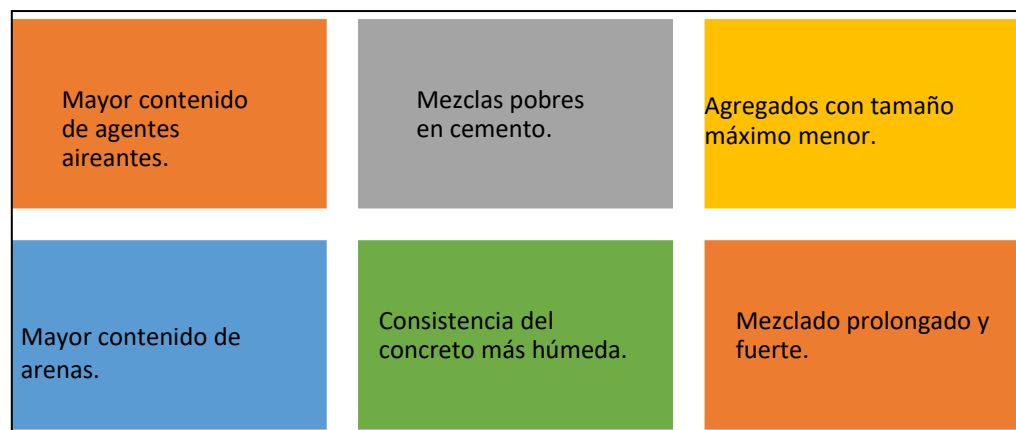 Mayor contenido
de agentes
aireantes.
Mezclas pobres
en cemento.
Agregados con tamaño
máximo menor.
Mayor contenido de
arenas.
Consistencia del
concreto más húmeda.
Mezclado prolongado y
fuerte.